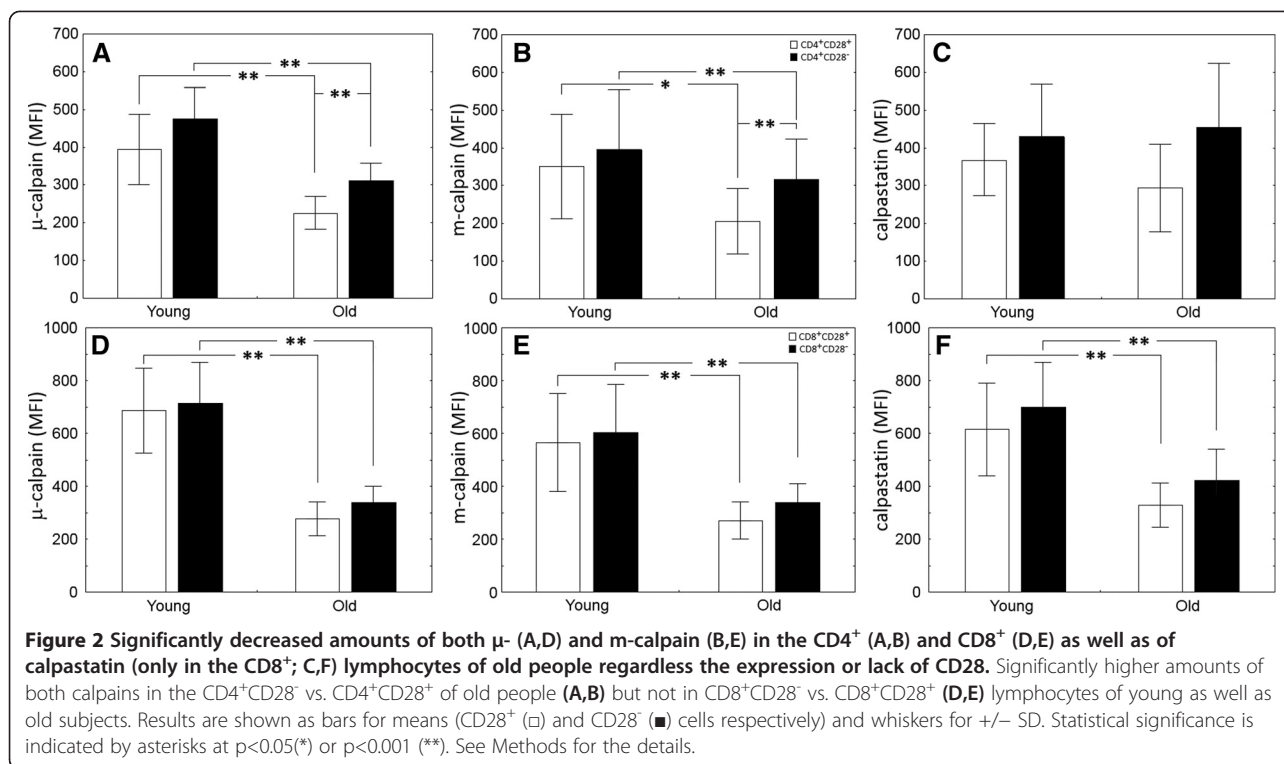 A
B
C
CD4+CD28+
CD4+CD28-
μ-calpain (MFI)
700
600
500
400
300
200
100
0
Young
Old
**
**
**
m-calpain (MFI)
700
600
500
400
300
200
100
0
Young
Old
*
**
**
calpastatin (MFI)
700
600
500
400
300
200
100
0
Young
Old
D
E
F
CD8+CD28+
CD8+CD28-
μ-calpain (MFI)
1000
800
600
400
200
0
Young
Old
**
**
m-calpain (MFI)
1000
800
600
400
200
0
Young
Old
**
**
calpastatin (MFI)
1000
800
600
400
200
0
Young
Old
**
**
Figure 2 Significantly decreased amounts of both μ- (A,D) and m-calpain (B,E) in the CD4+ (A,B) and CD8+ (D,E) as well as of
calpastatin (only in the CD8+; C,F) lymphocytes of old people regardless the expression or lack of CD28. Significantly higher amounts of
both calpains in the CD4+CD28- vs. CD4+CD28+ of old people (A,B) but not in CD8+CD28- vs. CD8+CD28+ (D,E) lymphocytes of young as well as
old subjects. Results are shown as bars for means (CD28+ (□) and CD28- (■) cells respectively) and whiskers for +/− SD. Statistical significance is
indicated by asterisks at p<0.05(*) or p<0.001 (**). See Methods for the details.